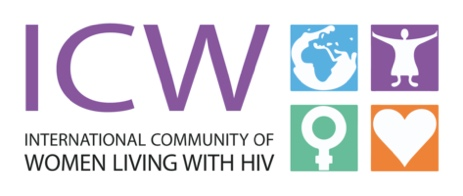 ICW
INTERNATIONAL COMMUNITY OF
WOMEN LIVING WITH HIV